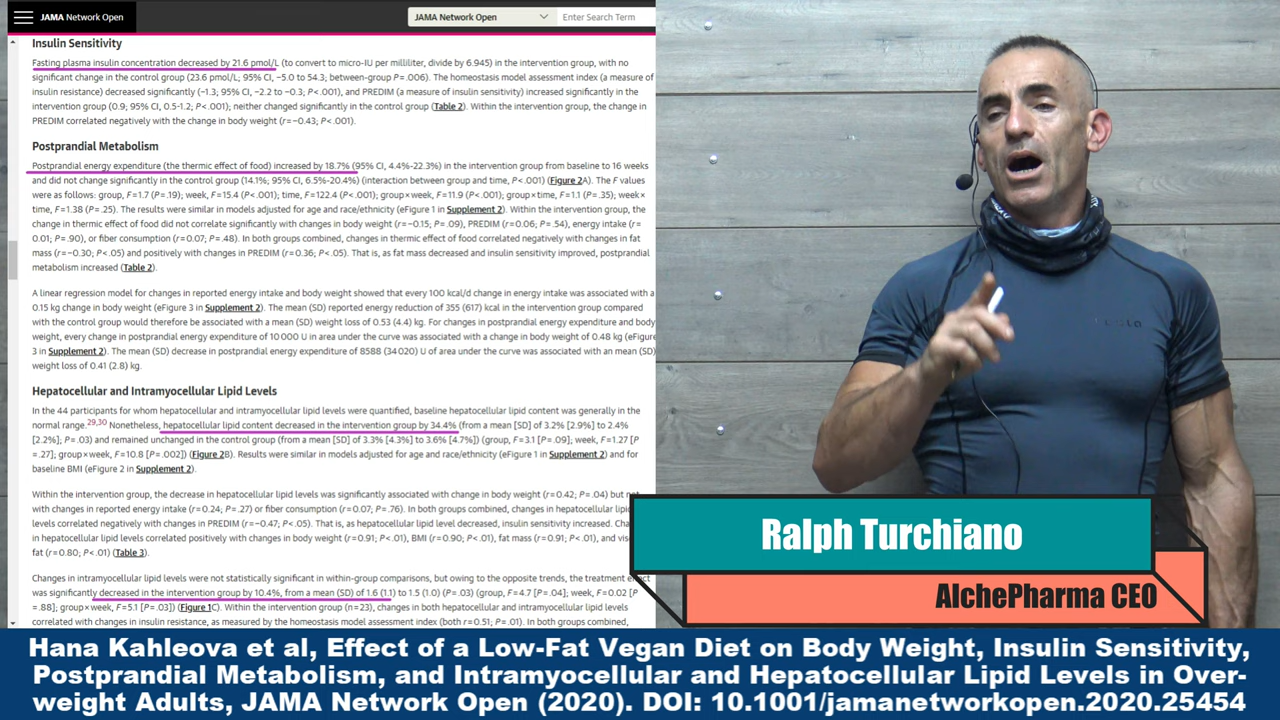 JAMA Network Open
JAMA Network Open
Enter Search Term
Insulin Sensitivity
Fasting plasma insulin concentration decreased by 21.6 pmol/L (to convert to micro-IU per milliliter, divide by 6.945) in the intervention group, with no
significant change in the control group (23.6 pmol/L; 95% CI, −5.0 to 54.3; between-group P=.006). The homeostasis model assessment index (a measure of
insulin resistance) decreased significantly (−1.3; 95% CI, −2.2 to −0.3; P<.001), and PREDIM (a measure of insulin sensitivity) increased significantly in the
intervention group (0.9; 95% CI, 0.5-1.2; P<.001); neither changed significantly in the control group (Table 2). Within the intervention group, the change in
PREDIM correlated negatively with the change in body weight (r=−0.43; P<.001).
Postprandial Metabolism
Postprandial energy expenditure (the thermic effect of food) increased by 18.7% (95% CI, 4.4%-22.3%) in the intervention group from baseline to 16 weeks
and did not change significantly in the control group (14.1%; 95% CI, 6.5%-20.4%) (interaction between group and time, P<.001) (Figure 2A). The F values
were as follows: group, F=1.7 (P=.19); week, F=15.4 (P<.001); time, F=122.4 (P<.001); group×week, F=11.9 (P<.001); group×time, F=1.1 (P=.35); week×
time, F=1.38 (P=.25). The results were similar in models adjusted for age and race/ethnicity (eFigure 1 in Supplement 2). Within the intervention group, the
change in thermic effect of food did not correlate significantly with changes in body weight (r=−0.15; P=.09), PREDIM (r=0.06; P=.54), energy intake (r=
0.01; P=.90), or fiber consumption (r=0.07; P=.48). In both groups combined, changes in thermic effect of food correlated negatively with changes in fat
mass (r=−0.30; P<.05) and positively with changes in PREDIM (r=0.36; P<.05). That is, as fat mass decreased and insulin sensitivity improved, postprandial
metabolism increased (Table 2).
A linear regression model for changes in reported energy intake and body weight showed that every 100 kcal/d change in energy intake was associated with a
0.15 kg change in body weight (eFigure 3 in Supplement 2). The mean (SD) reported energy reduction of 355 (617) kcal in the intervention group compared
with the control group would therefore be associated with a mean (SD) weight loss of 0.53 (4.4) kg. For changes in postprandial energy expenditure and body
weight, every change in postprandial energy expenditure of 10 000 U in area under the curve was associated with a change in body weight of 0.48 kg (eFigure
3 in Supplement 2). The mean (SD) decrease in postprandial energy expenditure of 8588 (34 020) U of area under the curve was associated with an mean (SD)
weight loss of 0.41 (2.8) kg.
Hepatocellular and Intramyocellular Lipid Levels
In the 44 participants for whom hepatocellular and intramyocellular lipid levels were quantified, baseline hepatocellular lipid content was generally in the
normal range.29,30 Nonetheless, hepatocellular lipid content decreased in the intervention group by 34.4% (from a mean [SD] of 3.2% [2.9%] to 2.4%
[2.2%]; P=.03) and remained unchanged in the control group (from a mean [SD] of 3.3% [4.3%] to 3.6% [4.7%]) (group, F=3.1 [P=.09]; week, F=1.27 [P
=.27]; group×week, F=10.8 [P=.002]) (Figure 2B). Results were similar in models adjusted for age and race/ethnicity (eFigure 1 in Supplement 2) and for
baseline BMI (eFigure 2 in Supplement 2).
Within the intervention group, the decrease in hepatocellular lipid levels was significantly associated with change in body weight (r=0.42; P=.04) but not
with changes in reported energy intake (r=0.24; P=.27) or fiber consumption (r=0.07; P=.76). In both groups combined, changes in hepatocellular lipid
levels correlated negatively with changes in PREDIM (r=−0.47; P<.05). That is, as hepatocellular lipid level decreased, insulin sensitivity increased.
in hepatocellular lipid levels correlated positively with changes in body weight (r=0.91; P<.01), BMI (r=0.90; P<.01), fat mass (r=0.91; P<.01), and
fat (r=0.80; P<.01) (Table 3).
Changes in intramyocellular lipid levels were not statistically significant in within-group comparisons, but owing to the opposite trends, the treatment effect
was significantly decreased in the intervention group by 10.4%, from a mean (SD) of 1.6 (1.1) to 1.5 (1.0) (P=.03) (group, F=4.7 [P=.04]; week, F=0.02 [P
=.88]; group×week, F=5.1 [P=.03]) (Figure 1C). Within the intervention group (n=23), changes in both hepatocellular and intramyocellular lipid levels
correlated with changes in insulin resistance, as measured by the homeostasis model assessment index (both r=0.51; P=.01). In both groups combined,
Ralph Turchiano
AlchePharma CEO
Hana Kahleova et al, Effect of a Low-Fat Vegan Diet on Body Weight, Insulin Sensitivity,
Postprandial Metabolism, and Intramyocellular and Hepatocellular Lipid Levels in Over-
weight Adults, JAMA Network Open (2020). DOI: 10.1001/jamanetworkopen.2020.25454